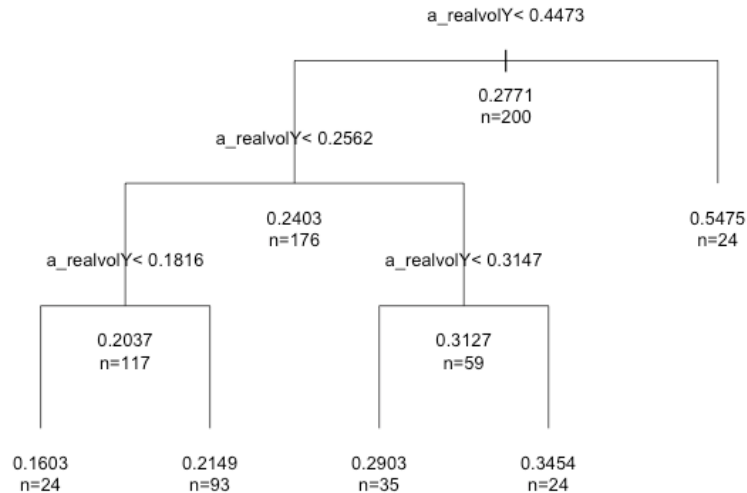 a_realvolY< 0.4473
0.2771
n=200
a_realvolY< 0.2562
0.2403
n=176
0.5475
n=24
a_realvolY< 0.1816
a_realvolY< 0.3147
0.2037
n=117
0.3127
n=59
0.1603
n=24
0.2149
n=93
0.2903
n=35
0.3454
n=24